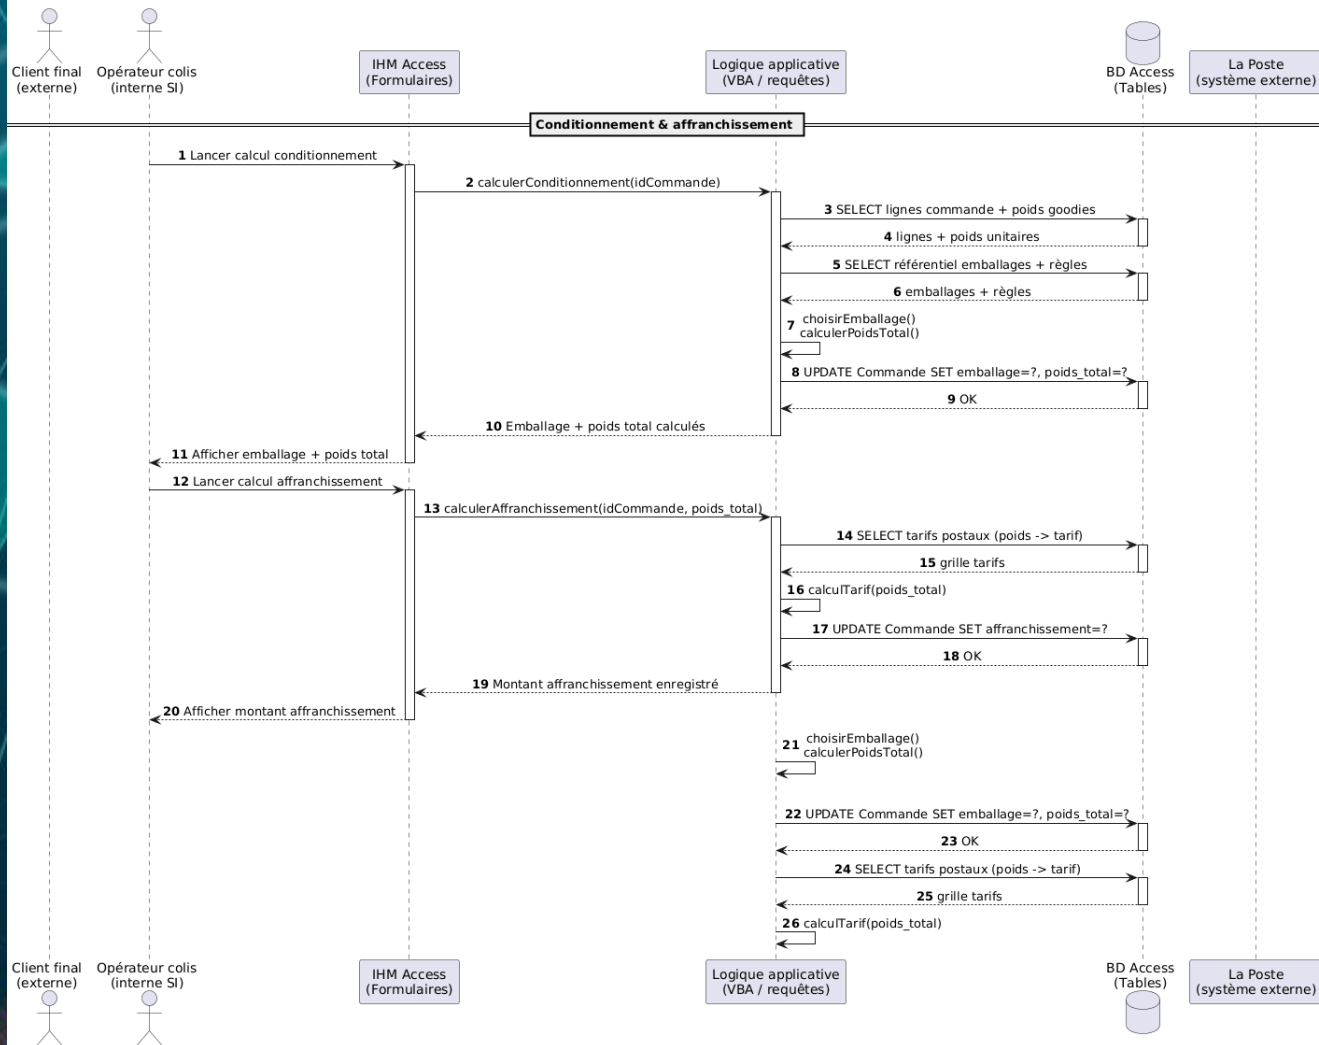 Client final
(externe)
Opérateur colis
(interne SI)
IHM Access
(Formulaires)
Logique applicative
(VBA / requêtes)
BD Access
(Tables)
La Poste
(système externe)
Conditionnement & affranchissement
1 Lancer calcul conditionnement
2 calculerConditionnement(idCommande)
3 SELECT lignes commande + poids goodies
4 lignes + poids unitaires
5 SELECT référentiel emballages + règles
6 emballages + règles
7 choisirEmballage()
calculerPoidsTotal()
8 UPDATE Commande SET emballage=?, poids_total=?
9 OK
10 Emballage + poids total calculés
11 Afficher emballage + poids total
12 Lancer calcul affranchissement
13 calculerAffranchissement(idCommande, poids_total)
14 SELECT tarifs postaux (poids -> tarif)
15 grille tarifs
16 calculTarif(poids_total)
17 UPDATE Commande SET affranchissement=?
18 OK
19 Montant affranchissement enregistré
20 Afficher montant affranchissement
21 choisirEmballage()
calculerPoidsTotal()
22 UPDATE Commande SET emballage=?, poids_total=?
23 OK
24 SELECT tarifs postaux (poids -> tarif)
25 grille tarifs
26 calculTarif(poids_total)
Client final
(externe)
Opérateur colis
(interne SI)
IHM Access
(Formulaires)
Logique applicative
(VBA / requêtes)
BD Access
(Tables)
La Poste
(système externe)